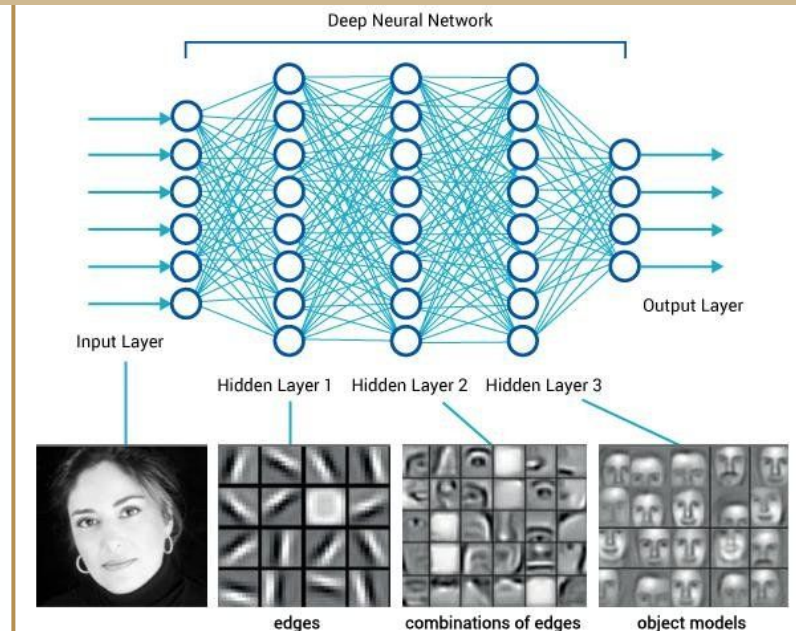 Deep Neural Network
Input Layer
Output Layer
Hidden Layer 1 Hidden Layer 2 Hidden Layer 3
edges combinations of edges object models